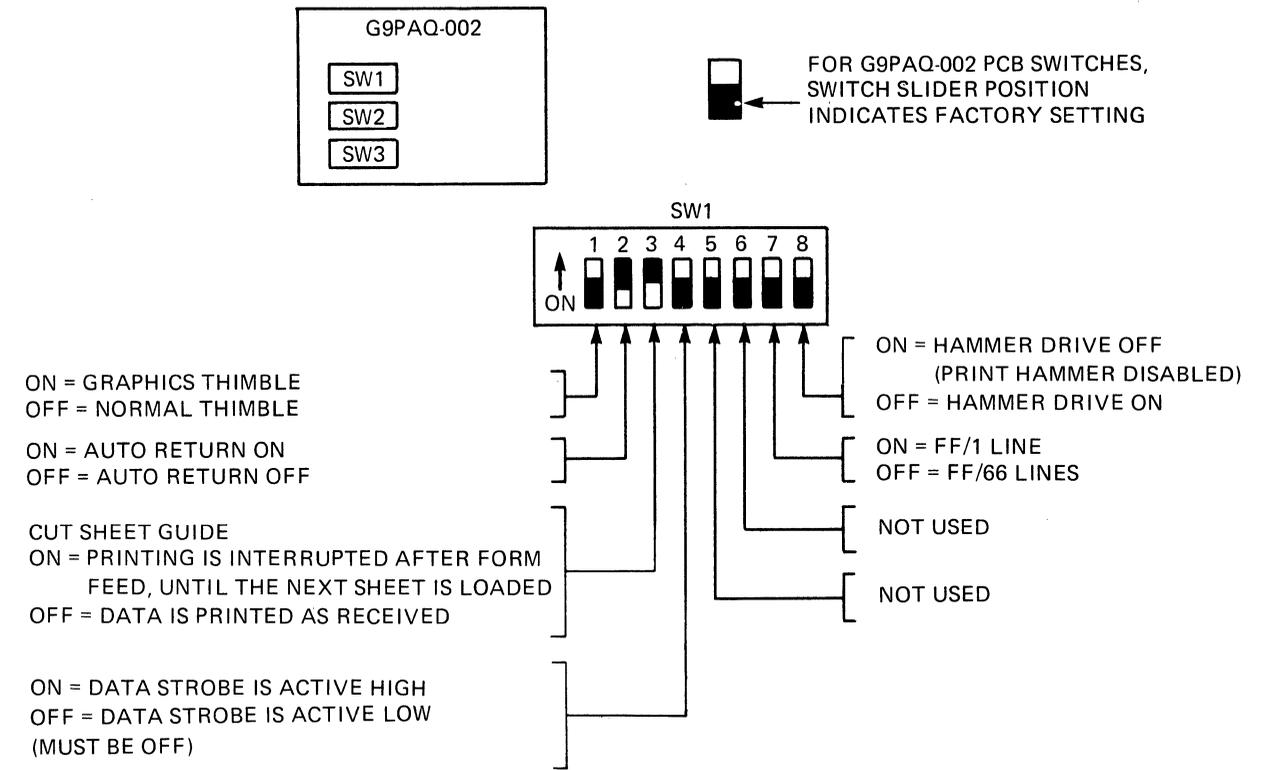 G9PAQ-002
SW1
SW2
SW3
FOR G9PAQ-002 PCB SWITCHES,
SWITCH SLIDER POSITION
INDICATES FACTORY SETTING
SW1
1 2 3 4 5 6 7 8
ON
ON = GRAPHICS THIMBLE
OFF = NORMAL THIMBLE
ON = AUTO RETURN ON
OFF = AUTO RETURN OFF
CUT SHEET GUIDE
ON = PRINTING IS INTERRUPTED AFTER FORM
FEED, UNTIL THE NEXT SHEET IS LOADED
OFF = DATA IS PRINTED AS RECEIVED
ON = DATA STROBE IS ACTIVE HIGH
OFF = DATA STROBE IS ACTIVE LOW
(MUST BE OFF)
ON = HAMMER DRIVE OFF
(PRINT HAMMER DISABLED)
OFF = HAMMER DRIVE ON
ON = FF/1 LINE
OFF = FF/66 LINES
NOT USED
NOT USED